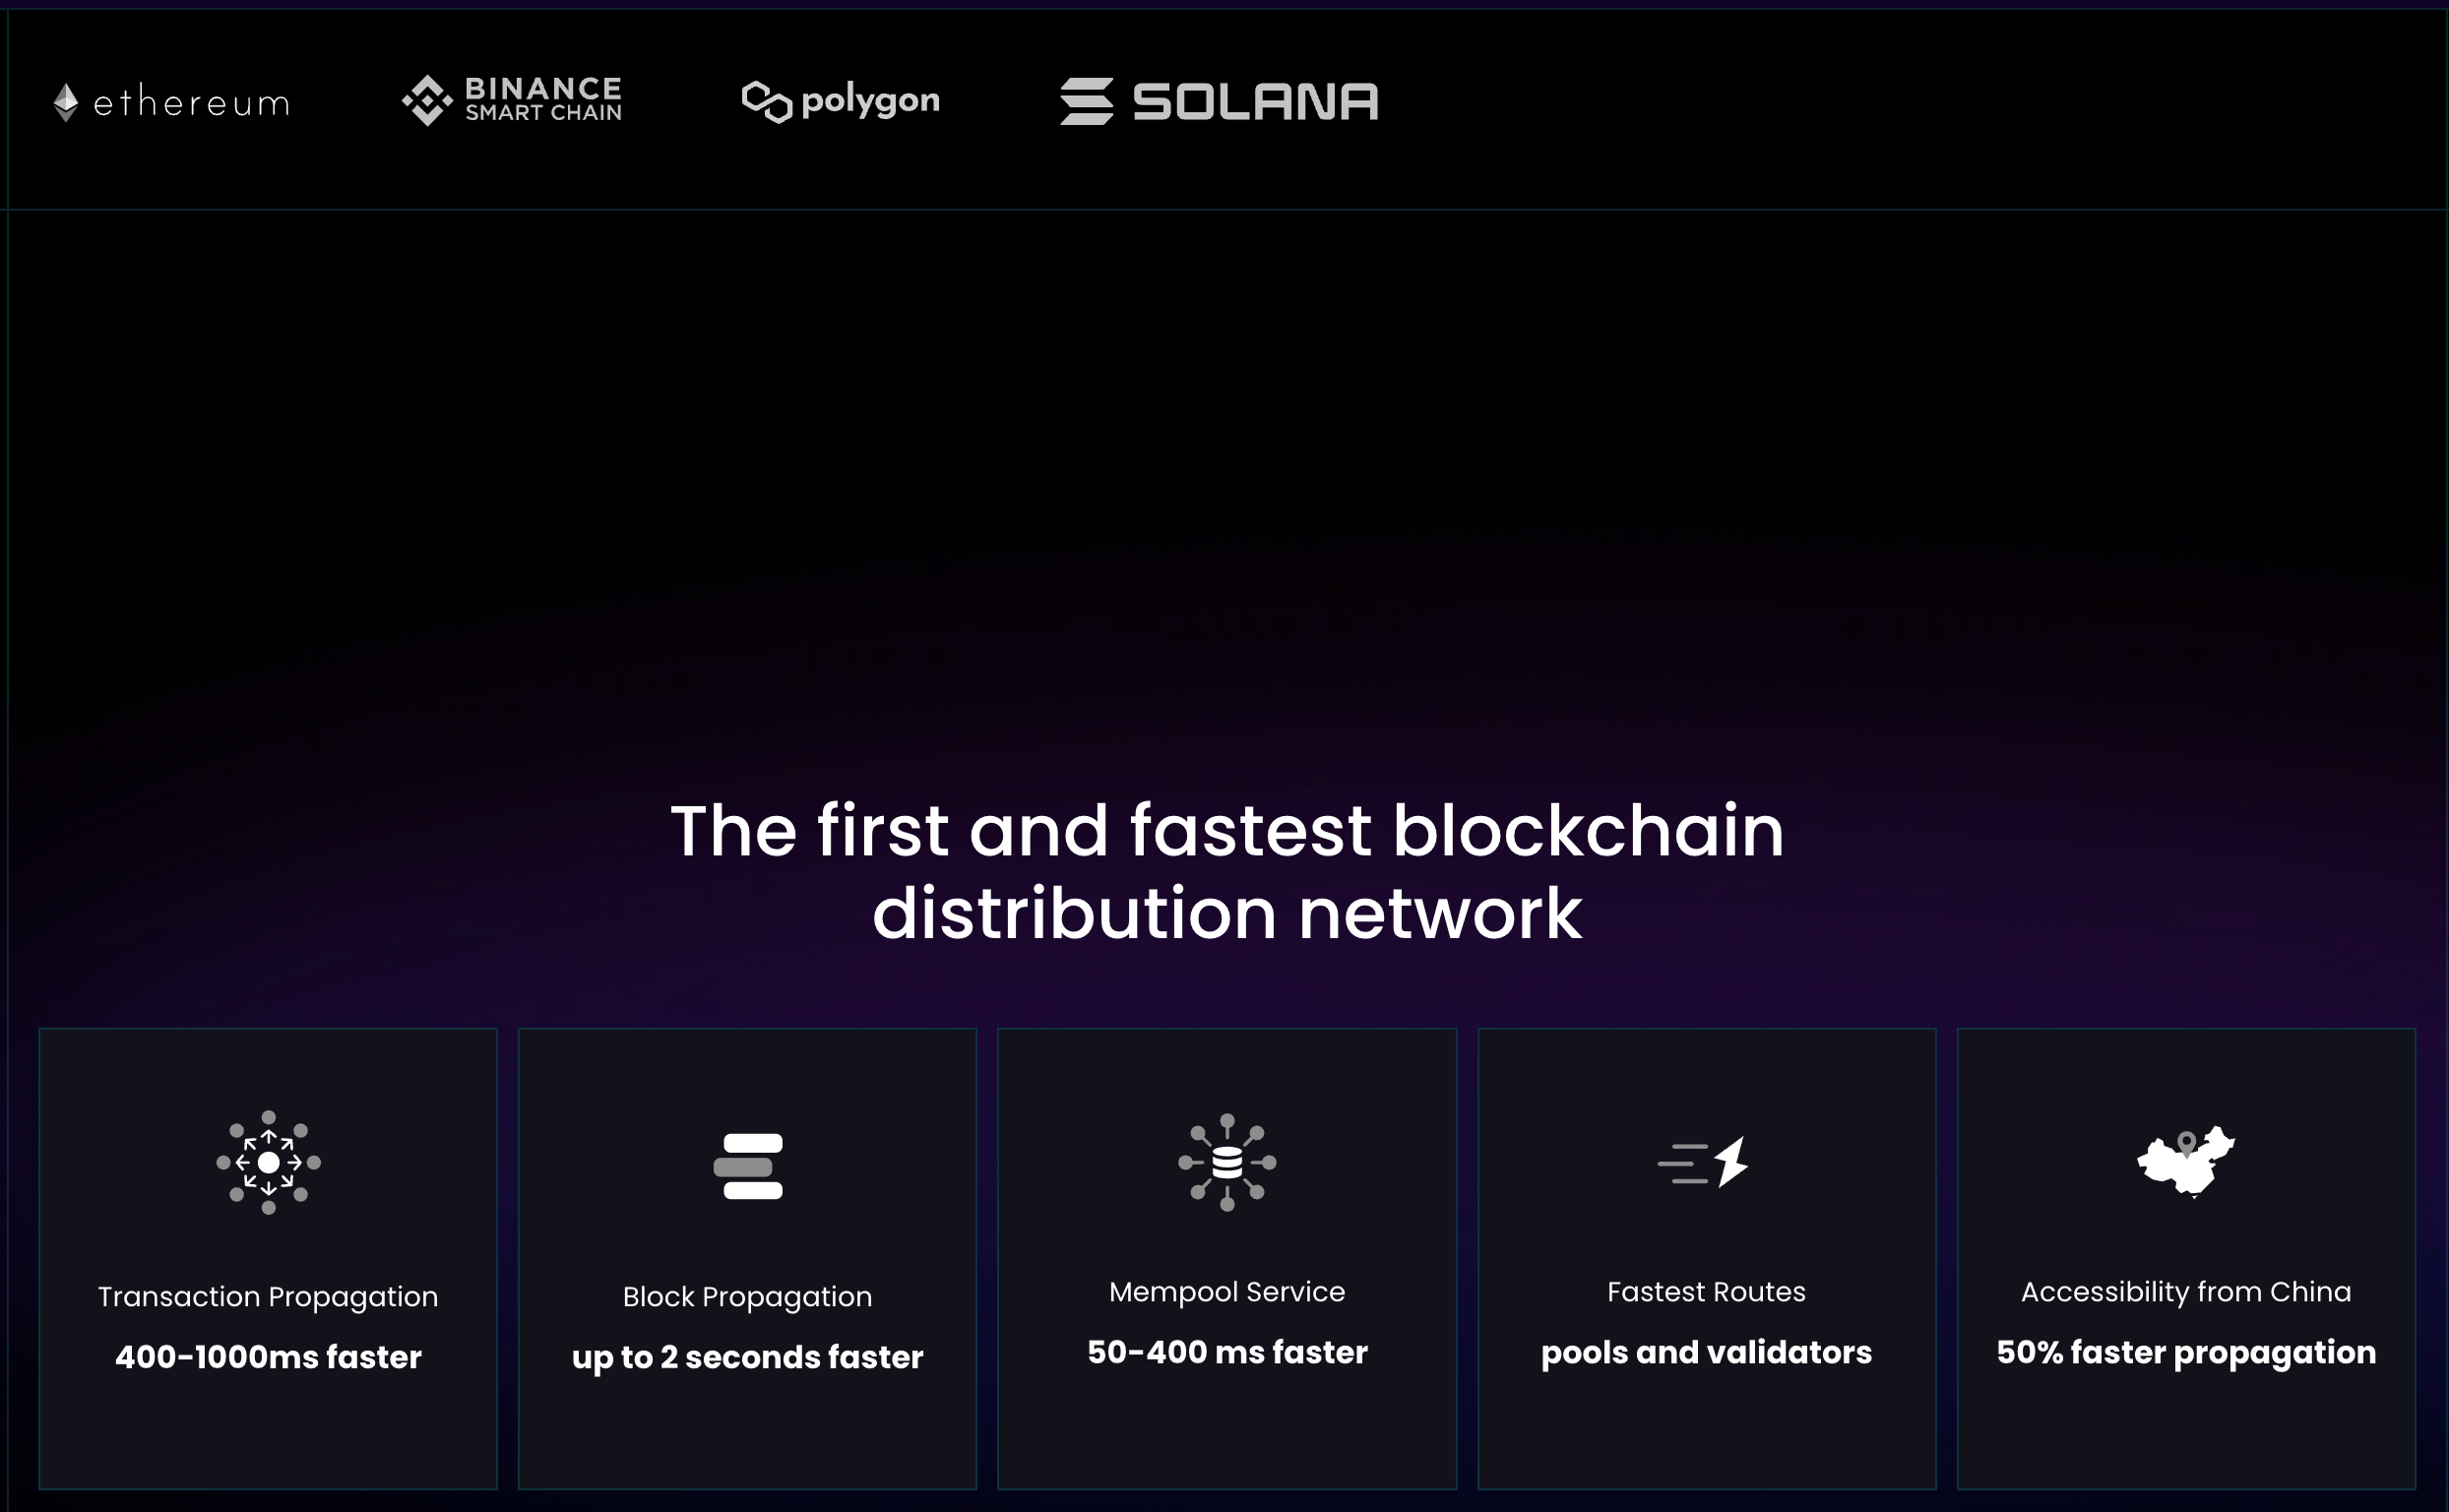 ethereum
BINANCE
SMART CHAIN
polygon
SOLANA
The first and fastest blockchain
distribution network
Transaction Propagation
400-1000ms faster
Block Propagation
up to 2 seconds faster
Mempool Service
50-400 ms faster
Fastest Routes
pools and validators
Accessibility from China
50% faster propagation